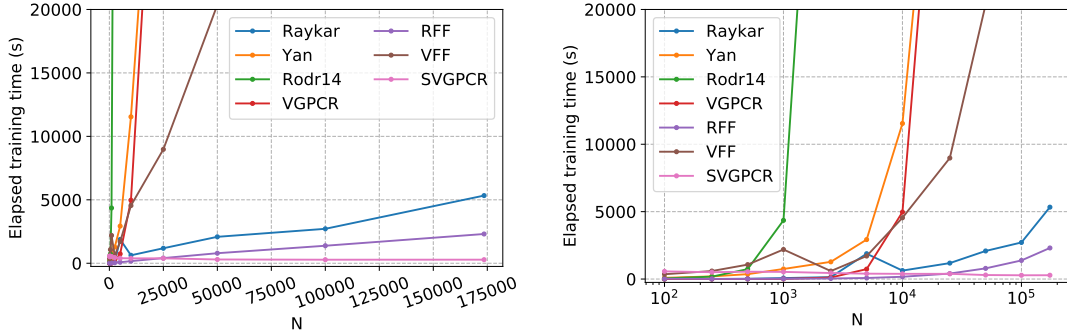 Elapsed training time (s)
20000
15000
10000
5000
0
Raykar
Yan
Rodr14
VGPCR
RFF
VFF
SVGPCR
0
25000
50000
75000
100000
125000
150000
175000
N
Elapsed training time (s)
20000
15000
10000
5000
0
Raykar
Yan
Rodr14
VGPCR
RFF
VFF
SVGPCR
10²
10³
10⁴
10⁵
N